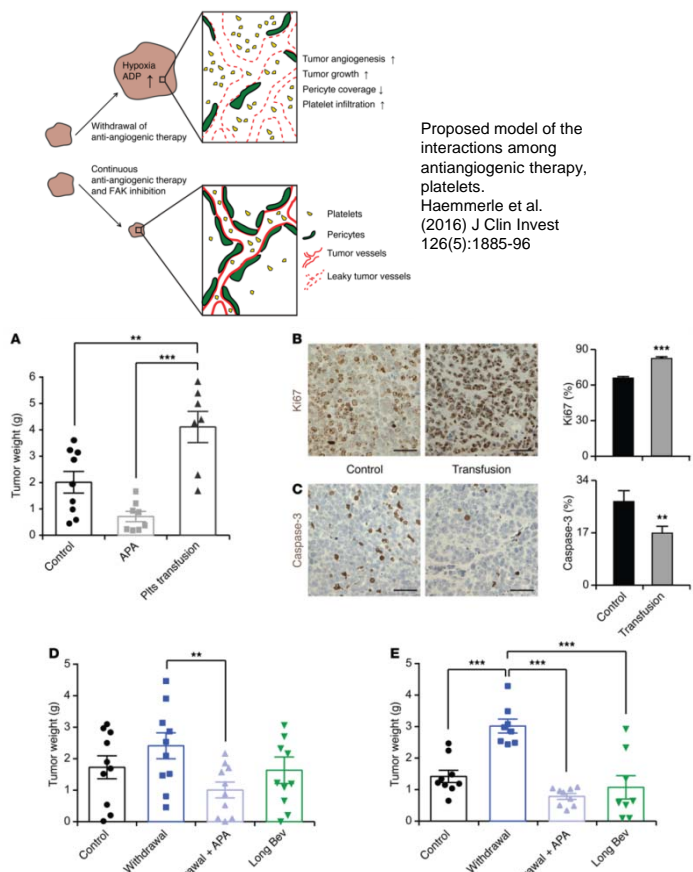 Hypoxia
ADP ↑
Withdrawal of
anti-angiogenic therapy
Tumor angiogenesis ↑
Tumor growth ↑
Pericyte coverage ↓
Platelet infiltration ↑
Continuous
anti-angiogenic therapy
and FAK inhibition
Platelets
Pericytes
Tumor vessels
Leaky tumor vessels
Proposed model of the
interactions among
antiangiogenic therapy,
platelets.
Haemmerle et al.
(2016) J Clin Invest
126(5):1885-96
A
**
***
Tumor weight (g)
6
5
4
3
2
1
0
Control
APA
Plts transfusion
B
Ki67
Control
Transfusion
Ki67 (%)
90
60
30
0
***
C
Caspase-3
Caspase-3 (%)
34
17
0
**
Control
Transfusion
D
**
Tumor weight (g)
5
4
3
2
1
0
Control
Withdrawal
rawal + APA
Long Bev
E
***
***
***
Tumor weight (g)
5
4
3
2
1
0
Control
Withdrawal
rawal + APA
Long Bev